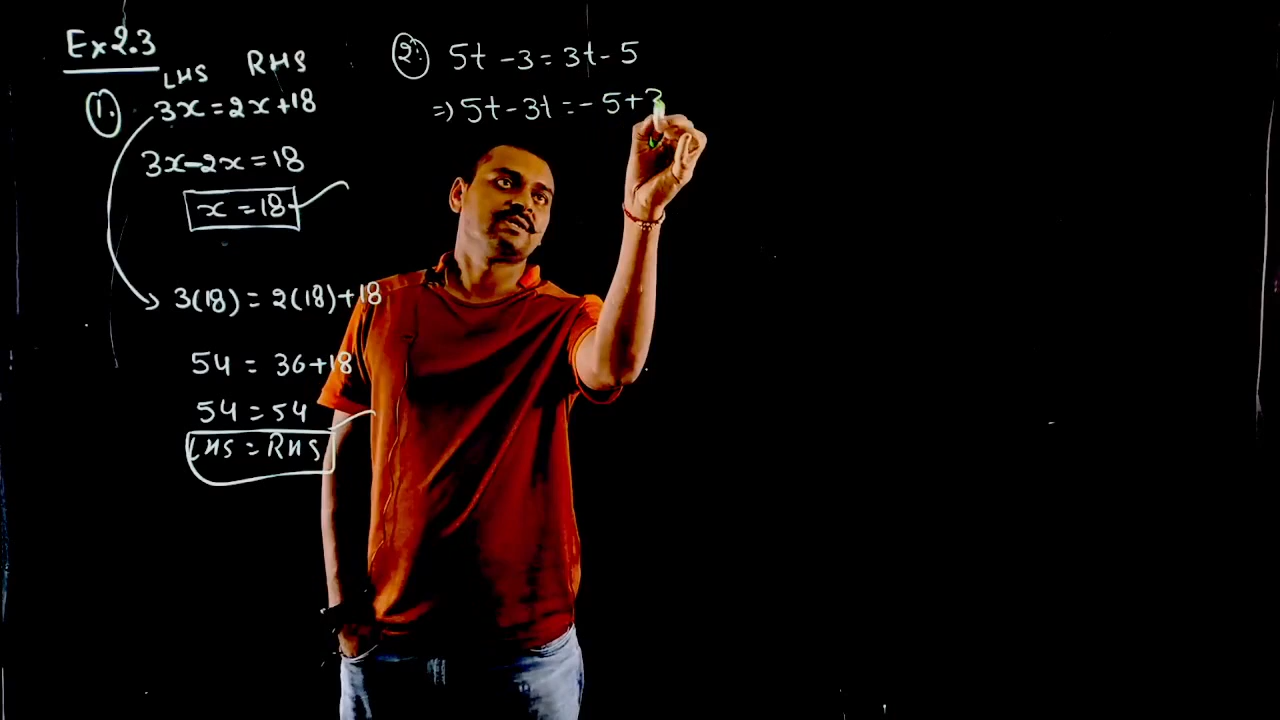 Ex 2.3
LHS RHS
1. 3x = 2x + 18
3x - 2x = 18
x = 18
3(18) = 2(18) + 18
54 = 36 + 18
54 = 54
LHS = RHS
2. 5t - 3 = 3t - 5
⇒ 5t - 3t = - 5 + 3